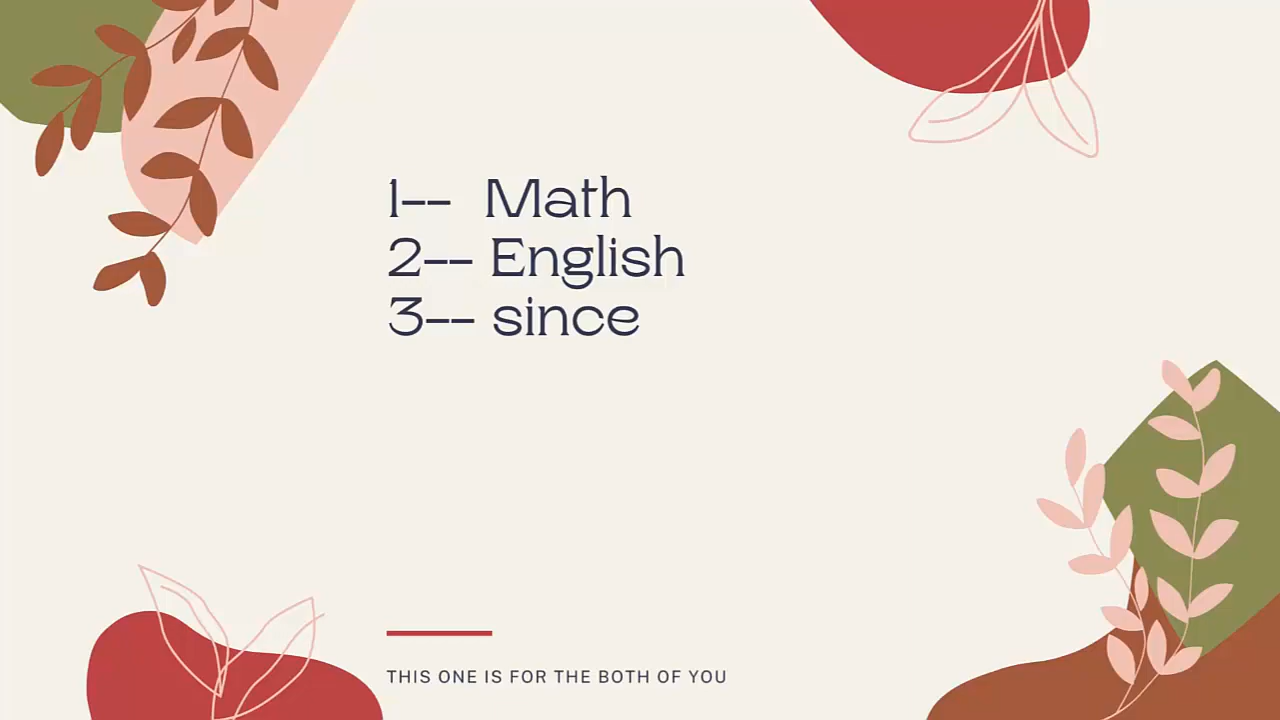 1-- Math
2-- English
3-- since
THIS ONE IS FOR THE BOTH OF YOU